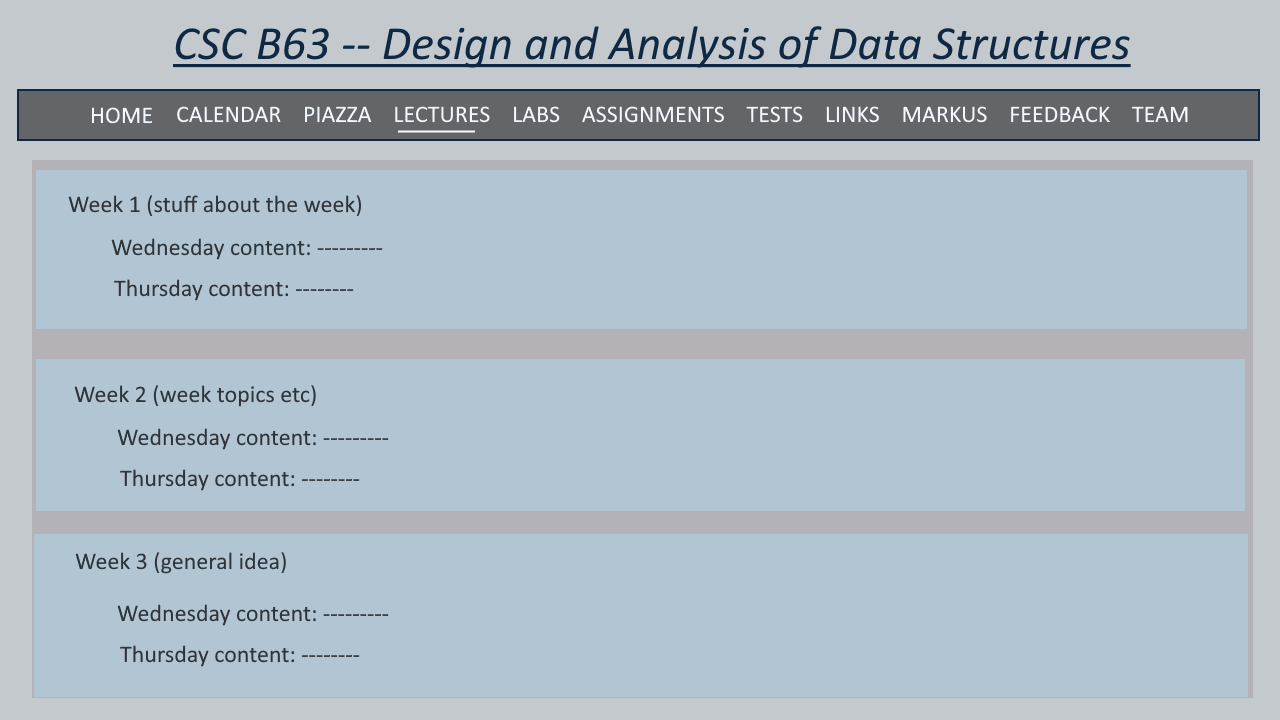 CSC B63 -- Design and Analysis of Data Structures
HOME CALENDAR PIAZZA LECTURES LABS ASSIGNMENTS TESTS LINKS MARKUS FEEDBACK TEAM
Week 1 (stuff about the week)
Wednesday content: ---------
Thursday content: --------
Week 2 (week topics etc)
Wednesday content: ---------
Thursday content: --------
Week 3 (general idea)
Wednesday content: ---------
Thursday content: --------